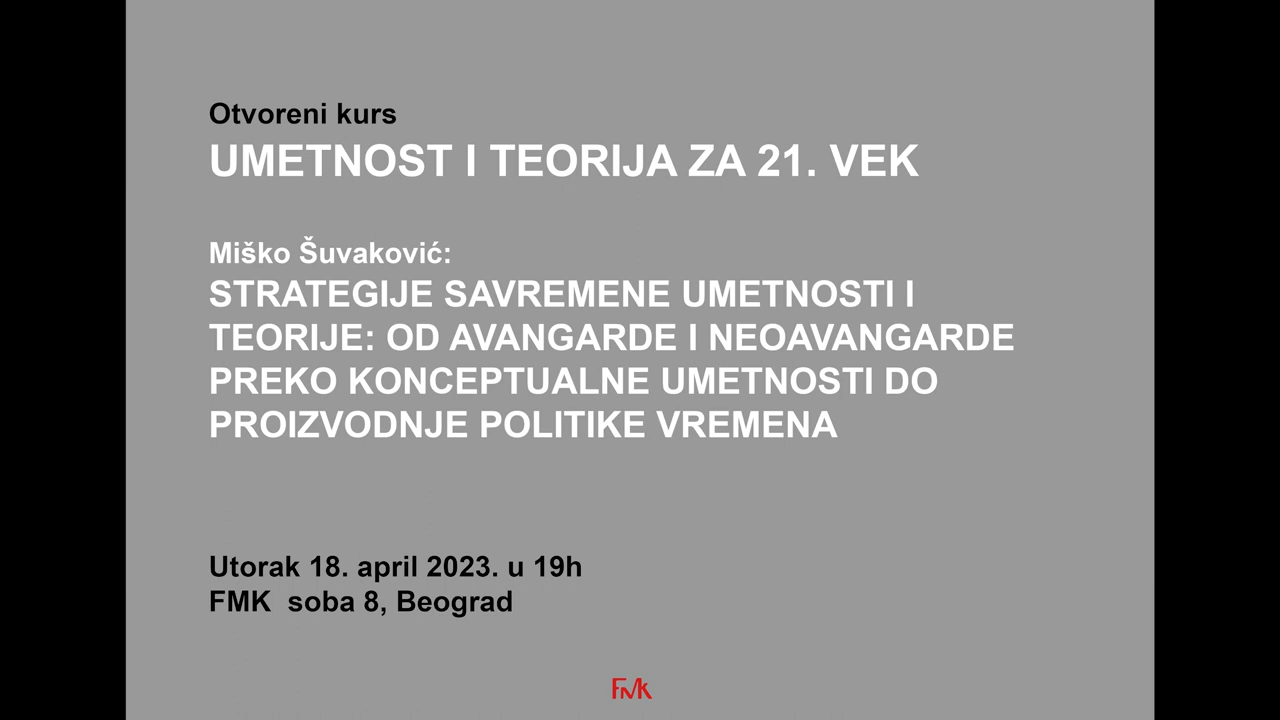 Otvoreni kurs
UMETNOST I TEORIJA ZA 21. VEK
Miško Šuvaković:
STRATEGIJE SAVREMENE UMETNOSTI I
TEORIJE: OD AVANGARDE I NEOAVANGARDE
PREKO KONCEPTUALNE UMETNOSTI DO
PROIZVODNJE POLITIKE VREMENA
Utorak 18. april 2023. u 19h
FMK  soba 8, Beograd
FMK